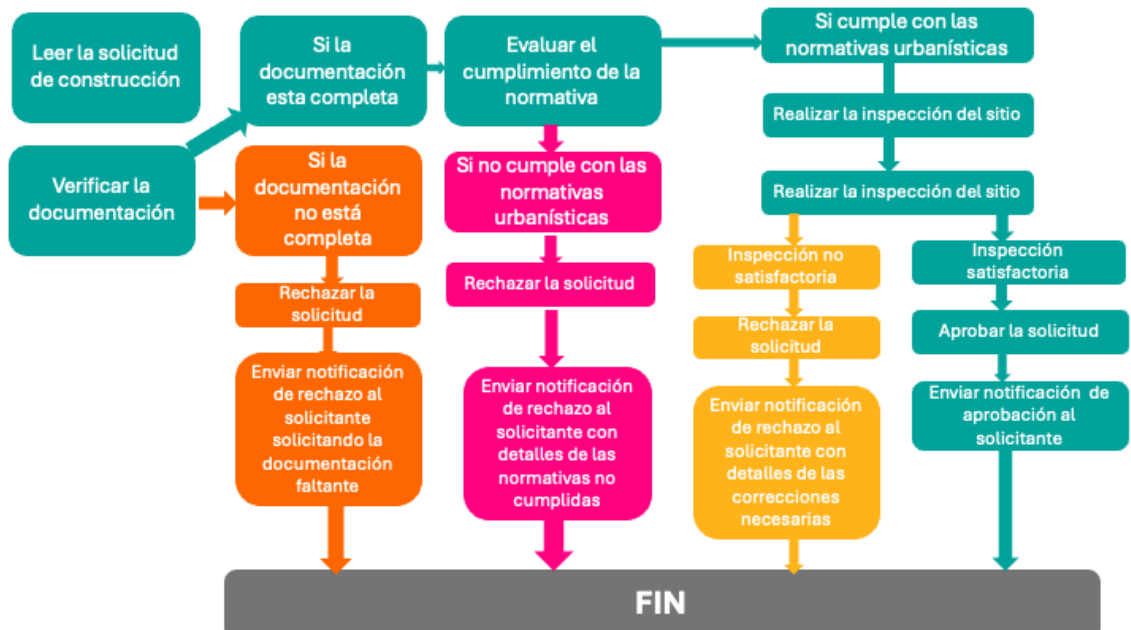 Leer la solicitud
de construcción
Verificar la
documentación
Si la
documentación
esta completa
Si la
documentación
no está
completa
Rechazar la
solicitud
Enviar notificación
de rechazo al
solicitante
solicitando la
documentación
faltante
Evaluar el
cumplimiento de la
normativa
Si no cumple con las
normativas
urbanísticas
Rechazar la solicitud
Enviar notificación
de rechazo al
solicitante con
detalles de las
normativas no
cumplidas
Si cumple con las
normativas urbanísticas
Realizar la inspección del sitio
Realizar la inspección del sitio
Inspección no
satisfactoria
Rechazar la
solicitud
Enviar notificación
de rechazo al
solicitante con
detalles de las
correcciones
necesarias
Inspección
satisfactoria
Aprobar la solicitud
Enviar notificación de
aprobación al
solicitante
FIN